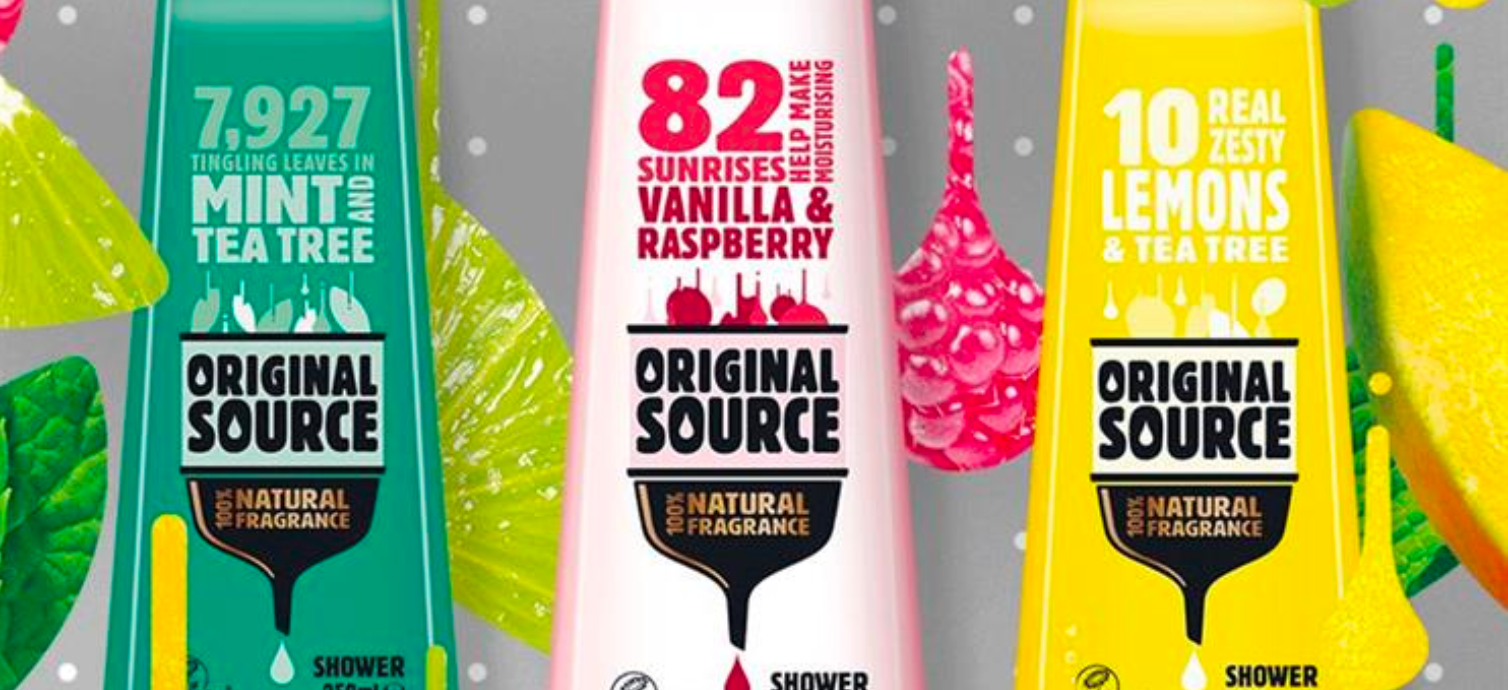 7,927
TINGLING LEAVES IN
MINT AND
TEA TREE
ORIGINAL
SOURCE
100% NATURAL
FRAGRANCE
SHOWER
82
SUNRISES
HELP MAKE
MOISTURISING
VANILLA &
RASPBERRY
ORIGINAL
SOURCE
100% NATURAL
FRAGRANCE
SHOWER
10 REAL
ZESTY
LEMONS
& TEA TREE
ORIGINAL
SOURCE
100% NATURAL
FRAGRANCE
SHOWER